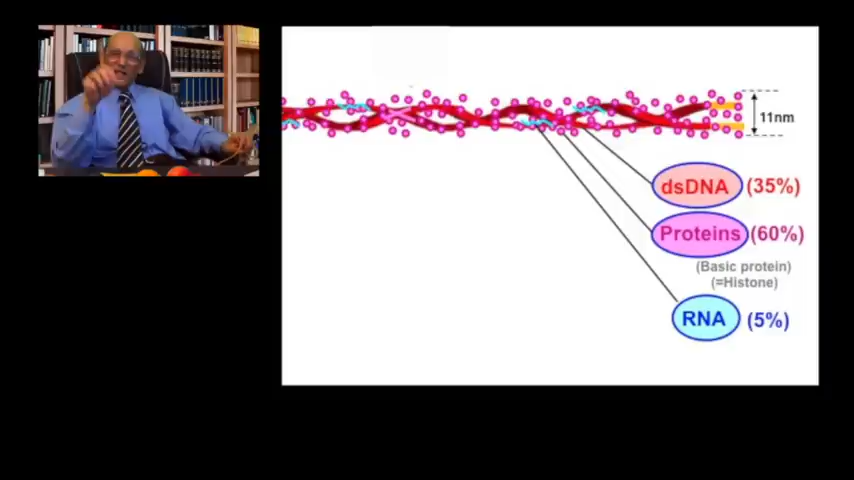 11nm
dsDNA (35%)
Proteins (60%)
(Basic protein)
(=Histone)
RNA (5%)